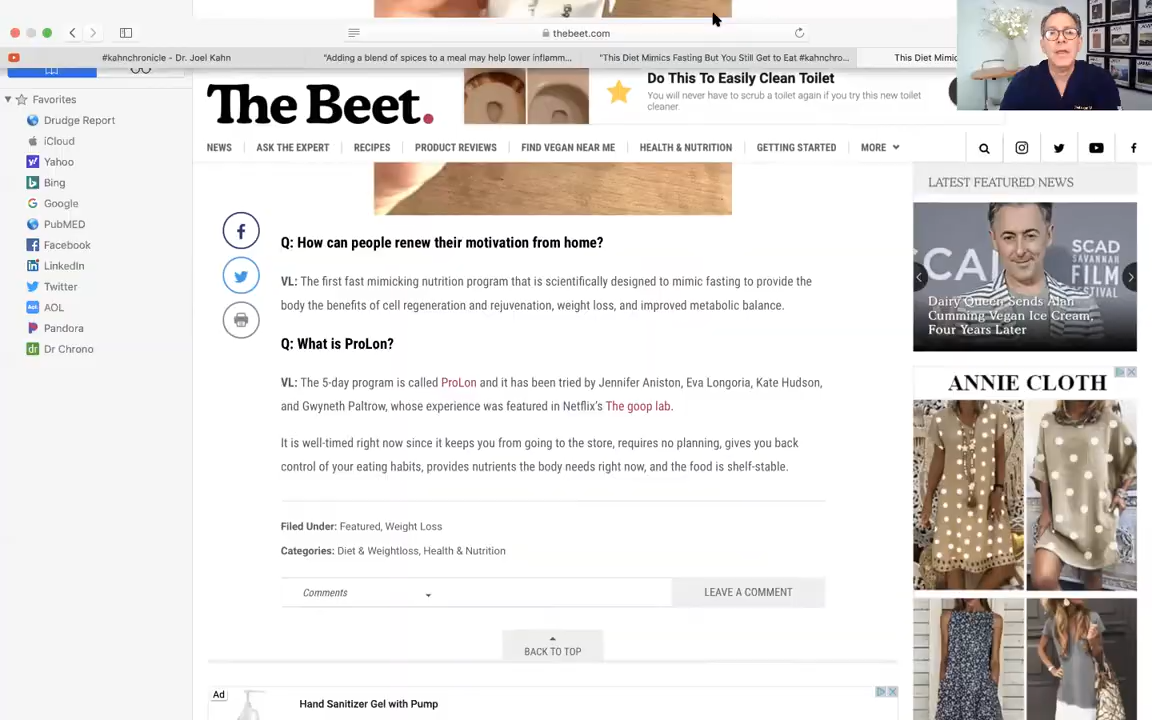 thebeet.com
#kahnchronicle - Dr. Joel Kahn
"Adding a blend of spices to a meal may help lower inflamm...
"This Diet Mimics Fasting But You Still Get to Eat #kahnchro...
This Diet Mimic
Favorites
Drudge Report
iCloud
Yahoo
Bing
Google
PubMED
Facebook
LinkedIn
Twitter
AOL
Pandora
Dr Chrono
The Beet.
Do This To Easily Clean Toilet
You will never have to scrub a toilet again if you try this new toilet
cleaner.
NEWS
ASK THE EXPERT
RECIPES
PRODUCT REVIEWS
FIND VEGAN NEAR ME
HEALTH & NUTRITION
GETTING STARTED
MORE
Q: How can people renew their motivation from home?
VL: The first fast mimicking nutrition program that is scientifically designed to mimic fasting to provide the
body the benefits of cell regeneration and rejuvenation, weight loss, and improved metabolic balance.
Q: What is ProLon?
VL: The 5-day program is called ProLon and it has been tried by Jennifer Aniston, Eva Longoria, Kate Hudson,
and Gwyneth Paltrow, whose experience was featured in Netflix's The goop lab.
It is well-timed right now since it keeps you from going to the store, requires no planning, gives you back
control of your eating habits, provides nutrients the body needs right now, and the food is shelf-stable.
Filed Under: Featured, Weight Loss
Categories: Diet & Weightloss, Health & Nutrition
Comments
LEAVE A COMMENT
BACK TO TOP
Ad
Hand Sanitizer Gel with Pump
LATEST FEATURED NEWS
SCAD
SAVANNAH
FILM
FESTIVAL
Dairy Queen Sends Alan
Cumming Vegan Ice Cream,
Four Years Later
ANNIE CLOTH